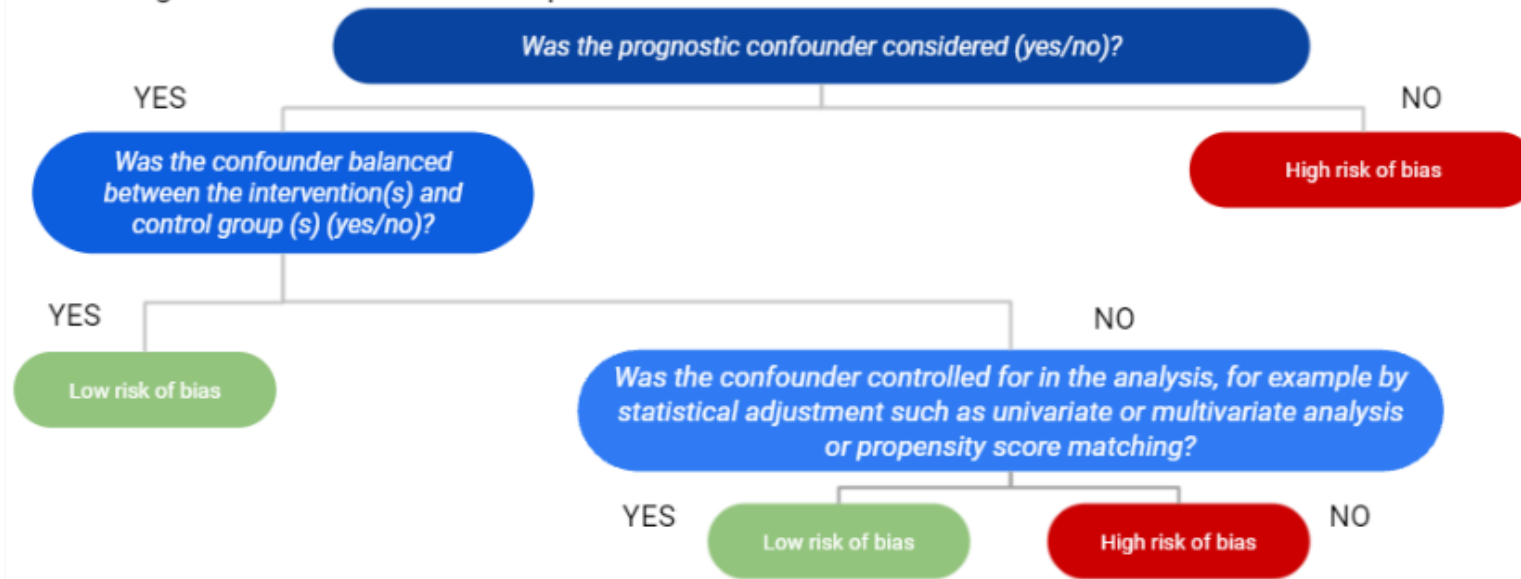 Was the prognostic confounder considered (yes/no)?
YES
NO
Was the confounder balanced
between the intervention(s) and
control group (s) (yes/no)?
High risk of bias
YES
NO
Low risk of bias
Was the confounder controlled for in the analysis, for example by
statistical adjustment such as univariate or multivariate analysis
or propensity score matching?
YES
Low risk of bias
High risk of bias
NO